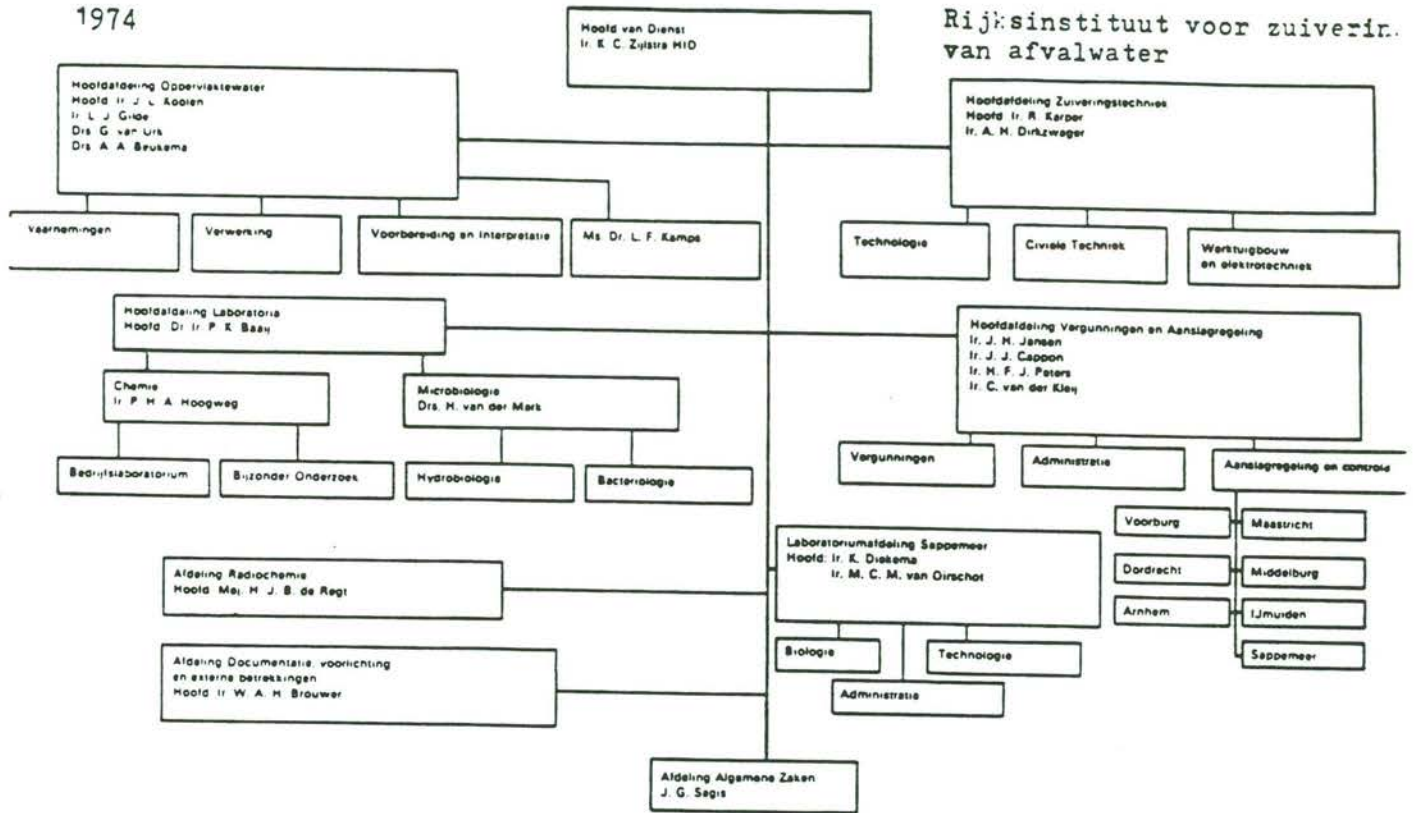 1974
Rijksinstituut voor zuiverin
van afvalwater
Hoofd van Dienst
Ir. K. C. Zijlstra HID
Hoofdafdeling Oppervlaktewater
Hoofd Ir. J. L. Koolen
Ir. L. J. Gilde
Drs G. van Urk
Drs A. A. Beukema
Waarnemingen
Verwerking
Voorbereiding en Interpretatie
Ms. Dr. L. F. Kamps
Hoofdafdeling Zuiveringstechniek
Hoofd Ir. R. Karper
Ir. A. H. Dirkzwager
Technologie
Civiele Techniek
Werktuigbouw
en elektrotechniek
Hoofdafdeling Laboratoria
Hoofd Dr Ir. P. K. Baaij
Chemie
Ir P. H. A. Hoogweg
Microbiologie
Drs. H. van der Mark
Bedrijfslaboratorium
Bijzonder Onderzoek
Hydrobiologie
Bacteriologie
Hoofdafdeling Vergunningen en Aanslagregeling
Ir. J. H. Jansen
Ir. J. J. Cappon
Ir. H. F. J. Peters
Ir. C. van der Kleij
Vergunningen
Administratie
Aanslagregeling en controle
Voorburg
Maastricht
Dordrecht
Middelburg
Arnhem
IJmuiden
Sappemeer
Laboratoriumafdeling Sappemeer
Hoofd: Ir. K. Diekema
Ir. M. C. M. van Oirschot
Biologie
Technologie
Administratie
Afdeling Radiochemie
Hoofd Mej. H. J. B. de Regt
Afdeling Documentatie, voorlichting
en externe betrekkingen
Hoofd Ir W. A. H. Brouwer
Afdeling Algemene Zaken
J. G. Segis